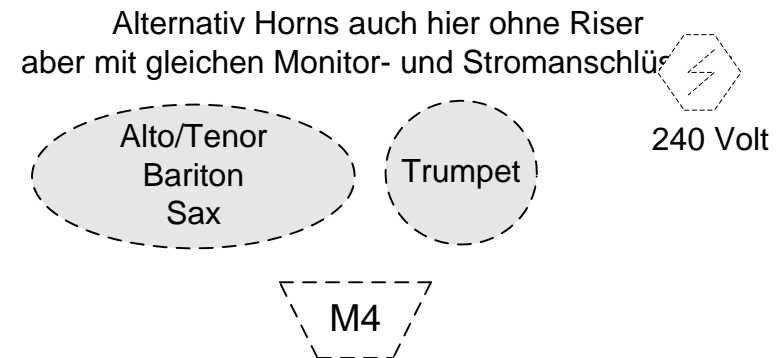 Alternativ Horns auch hier ohne Riser
aber mit gleichen Monitor- und Stromanschlüs
240 Volt
Alto/Tenor
Bariton
Sax
Trumpet
M4